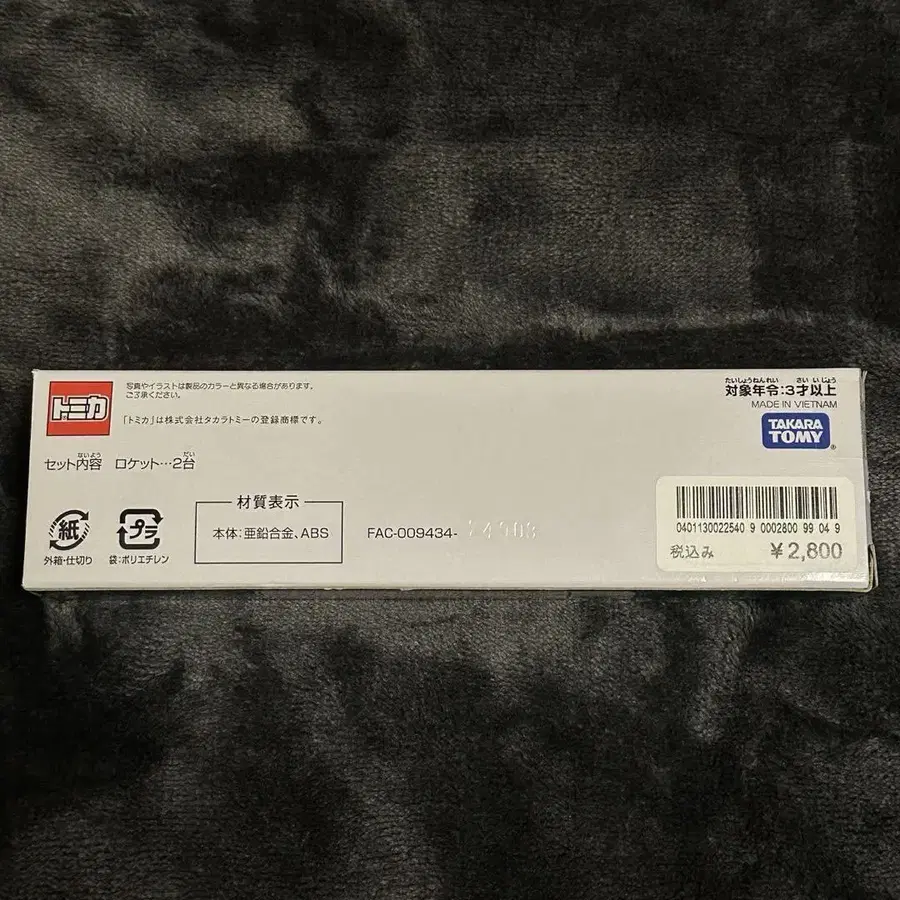 トミカ
写真やイラストは製品のカラーと異なる場合があります。
ご了承ください。
「トミカ」は株式会社タカラトミーの登録商標です。
ないよう だい
セット内容 ロケット…2台
紙
外箱・仕切り
プラ
袋:ポリエチレン
材質表示
本体:亜鉛合金、ABS
FAC-009434-
たいしょうねんれい さい いじょう
対象年令:3才以上
MADE IN VIETNAM
TAKARA
TOMY
®
0401130022540 9 0002800 99 04 9
税込み ¥2,800